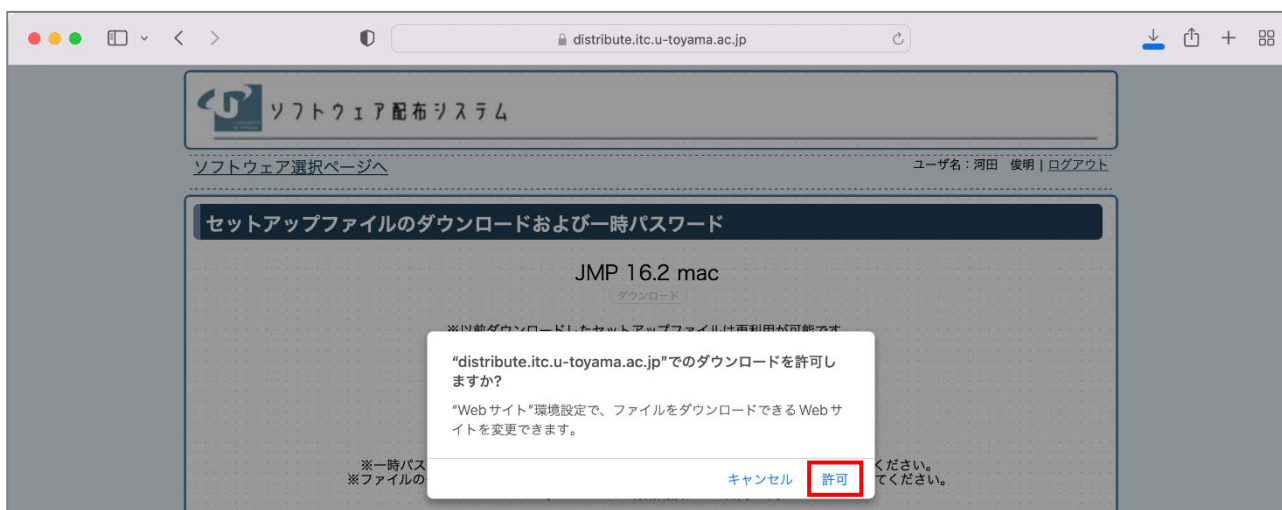 distribute.itc.u-toyama.ac.jp
ソフトウェア配布システム
ソフトウェア選択ページへ
ユーザ名：河田　俊明 | ログアウト
セットアップファイルのダウンロードおよび一時パスワード
JMP 16.2 mac
ダウンロード
※以前ダウンロードしたセットアップファイルは再利用が可能です
“distribute.itc.u-toyama.ac.jp”でのダウンロードを許可し
ますか?
“Web サイト”環境設定で、ファイルをダウンロードできる Web サ
イトを変更できます。
※一時パス
ください。
※ファイルの
てください。
キャンセル
許可